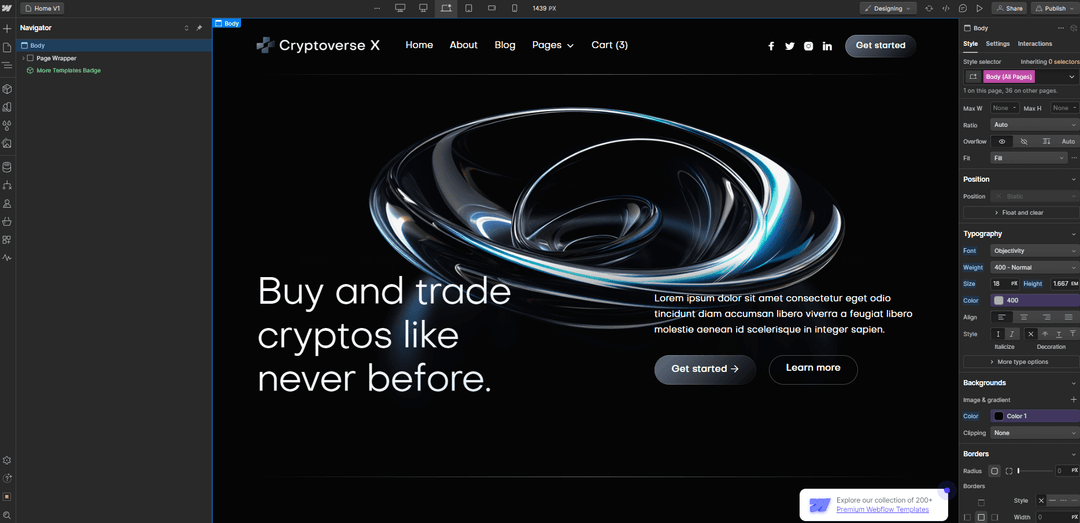 Home V1
1439 PX
Designing
Share
Publish
Navigator
Body
Page Wrapper
More Templates Badge
Body
Cryptoverse X
Home
About
Blog
Pages
Cart (3)
Get started
Buy and trade
cryptos like
never before.
Lorem ipsum dolor sit amet consectetur eget odio
tincidunt diam accumsan libero viverra a feugiat libero
molestie aenean id scelerisque in integer sapien.
Get started →
Learn more
Explore our collection of 200+
Premium Webflow Templates
Body
Style Settings Interactions
Style selector Inheriting 0 selectors
Body (All Pages)
1 on this page, 36 on other pages.
Max W None Max H None
Ratio Auto
Overflow Auto
Fit Fill
Position
Position Static
Float and clear
Typography
Font Objectivity
Weight 400 - Normal
Size 18 PX Height 1.667 EM
Color 400
Align
Style
Italicize Decoration
More type options
Backgrounds
Image & gradient
Color Color 1
Clipping None
Borders
Radius 0 PX
Borders
Style
Width 0 PX